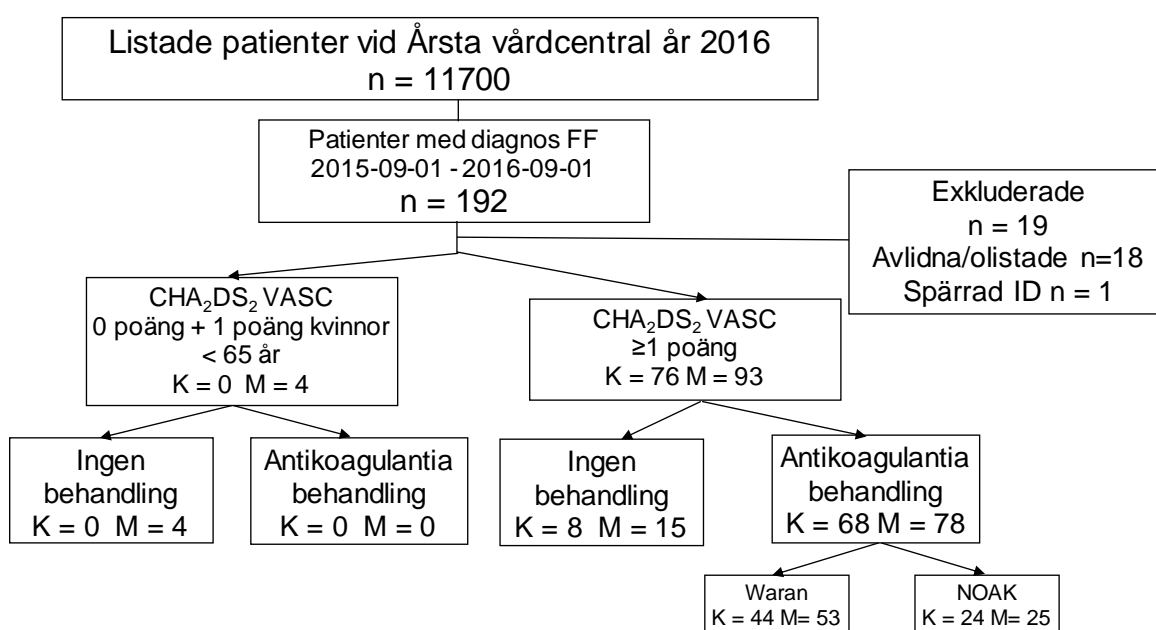 Listade patienter vid Årsta vårdcentral år 2016
n = 11700
Patienter med diagnos FF
2015-09-01 - 2016-09-01
n = 192
Exkluderade
n = 19
Avlidna/olistade n=18
Spärrad ID n = 1
CHA₂DS₂ VASC
0 poäng + 1 poäng kvinnor
< 65 år
K = 0 M = 4
CHA₂DS₂ VASC
≥1 poäng
K = 76 M = 93
Ingen
behandling
K = 0 M = 4
Antikoagulantia
behandling
K = 0 M = 0
Ingen
behandling
K = 8 M = 15
Antikoagulantia
behandling
K = 68 M = 78
Waran
K = 44 M= 53
NOAK
K = 24 M= 25